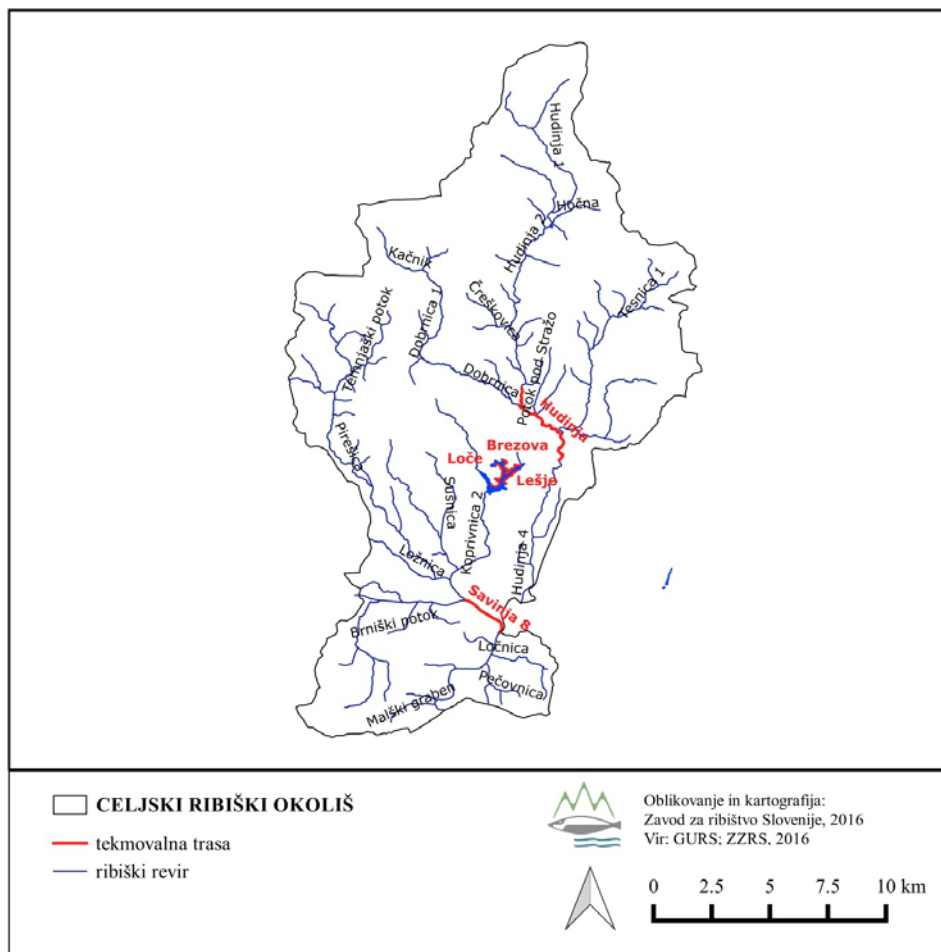 Hudinja 1
Hočna
Hudinja 2
Kačnik
Tesnica 1
Črešković​a
Temnjaški potok
Dobrnica 1
Potok pod Stražo
Dobrnica
Hudinja
Pirešica
Brezova
Loče
Lešje
Sušnica
Koprivnica 2
Ložnica
Hudinja 4
Savinja 8
Brniški potok
Ločnica
Pečovnica
Malški graben
CELJSKI RIBIŠKI OKOLIŠ
tekmovalna trasa
ribiški revir
Oblikovanje in kartografija:
Zavod za ribištvo Slovenije, 2016
Vir: GURS; ZZRS, 2016
0 2.5 5 7.5 10 km